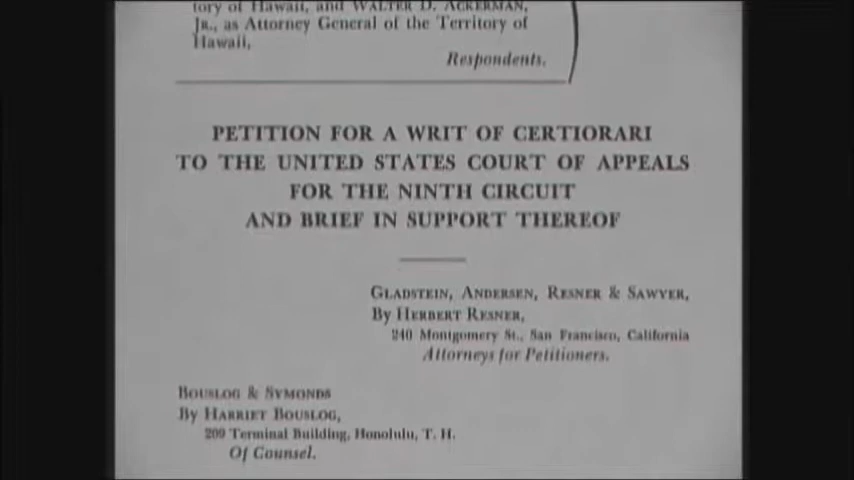 tory of Hawaii, and WALTER D. ACKERMAN,
JR., as Attorney General of the Territory of
Hawaii,
Respondents.
PETITION FOR A WRIT OF CERTIORARI
TO THE UNITED STATES COURT OF APPEALS
FOR THE NINTH CIRCUIT
AND BRIEF IN SUPPORT THEREOF
GLADSTEIN, ANDERSEN, RESNER & SAWYER,
By HERBERT RESNER,
240 Montgomery St., San Francisco, California
Attorneys for Petitioners.
BOUSLOG & SYMONDS
By HARRIET BOUSLOG,
209 Terminal Building, Honolulu, T. H.
Of Counsel.